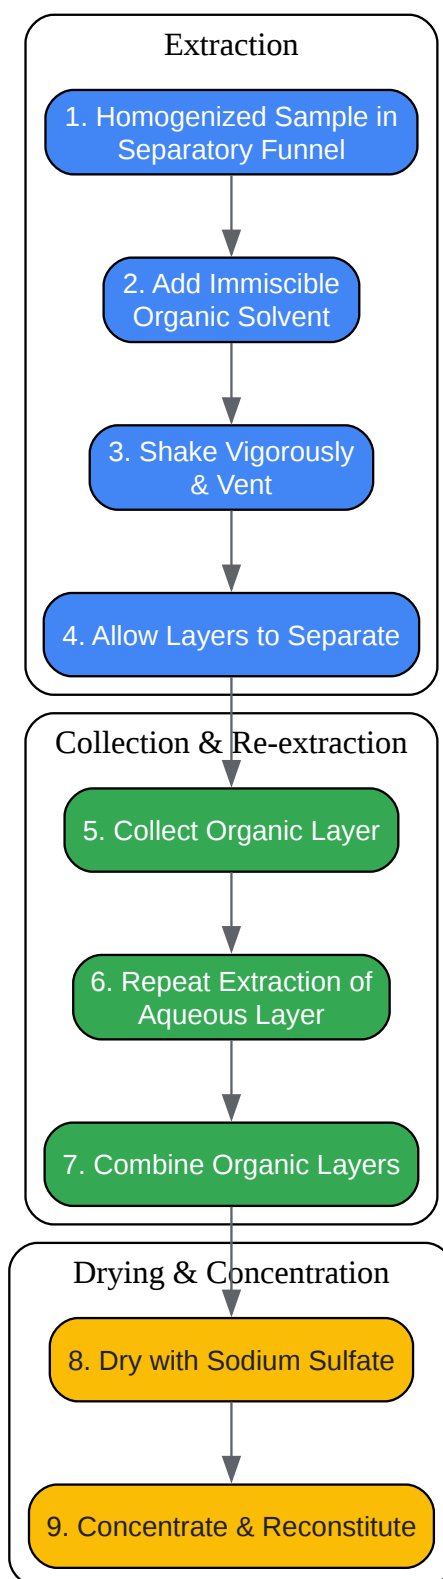 Extraction
1. Homogenized Sample in
Separatory Funnel
2. Add Immiscible
Organic Solvent
3. Shake Vigorously
& Vent
4. Allow Layers to Separate
Collection & Re-extraction
5. Collect Organic Layer
6. Repeat Extraction of
Aqueous Layer
7. Combine Organic Layers
Drying & Concentration
8. Dry with Sodium Sulfate
9. Concentrate & Reconstitute